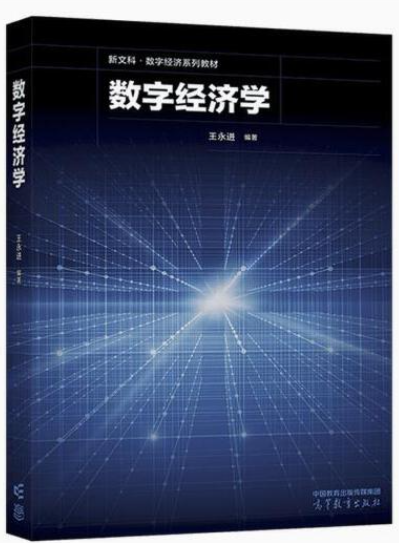 新文科·数字经济系列教材
数字经济学
王永进 编著
数字经济学
王永进 编著
中国教育出版传媒集团
高等教育出版社